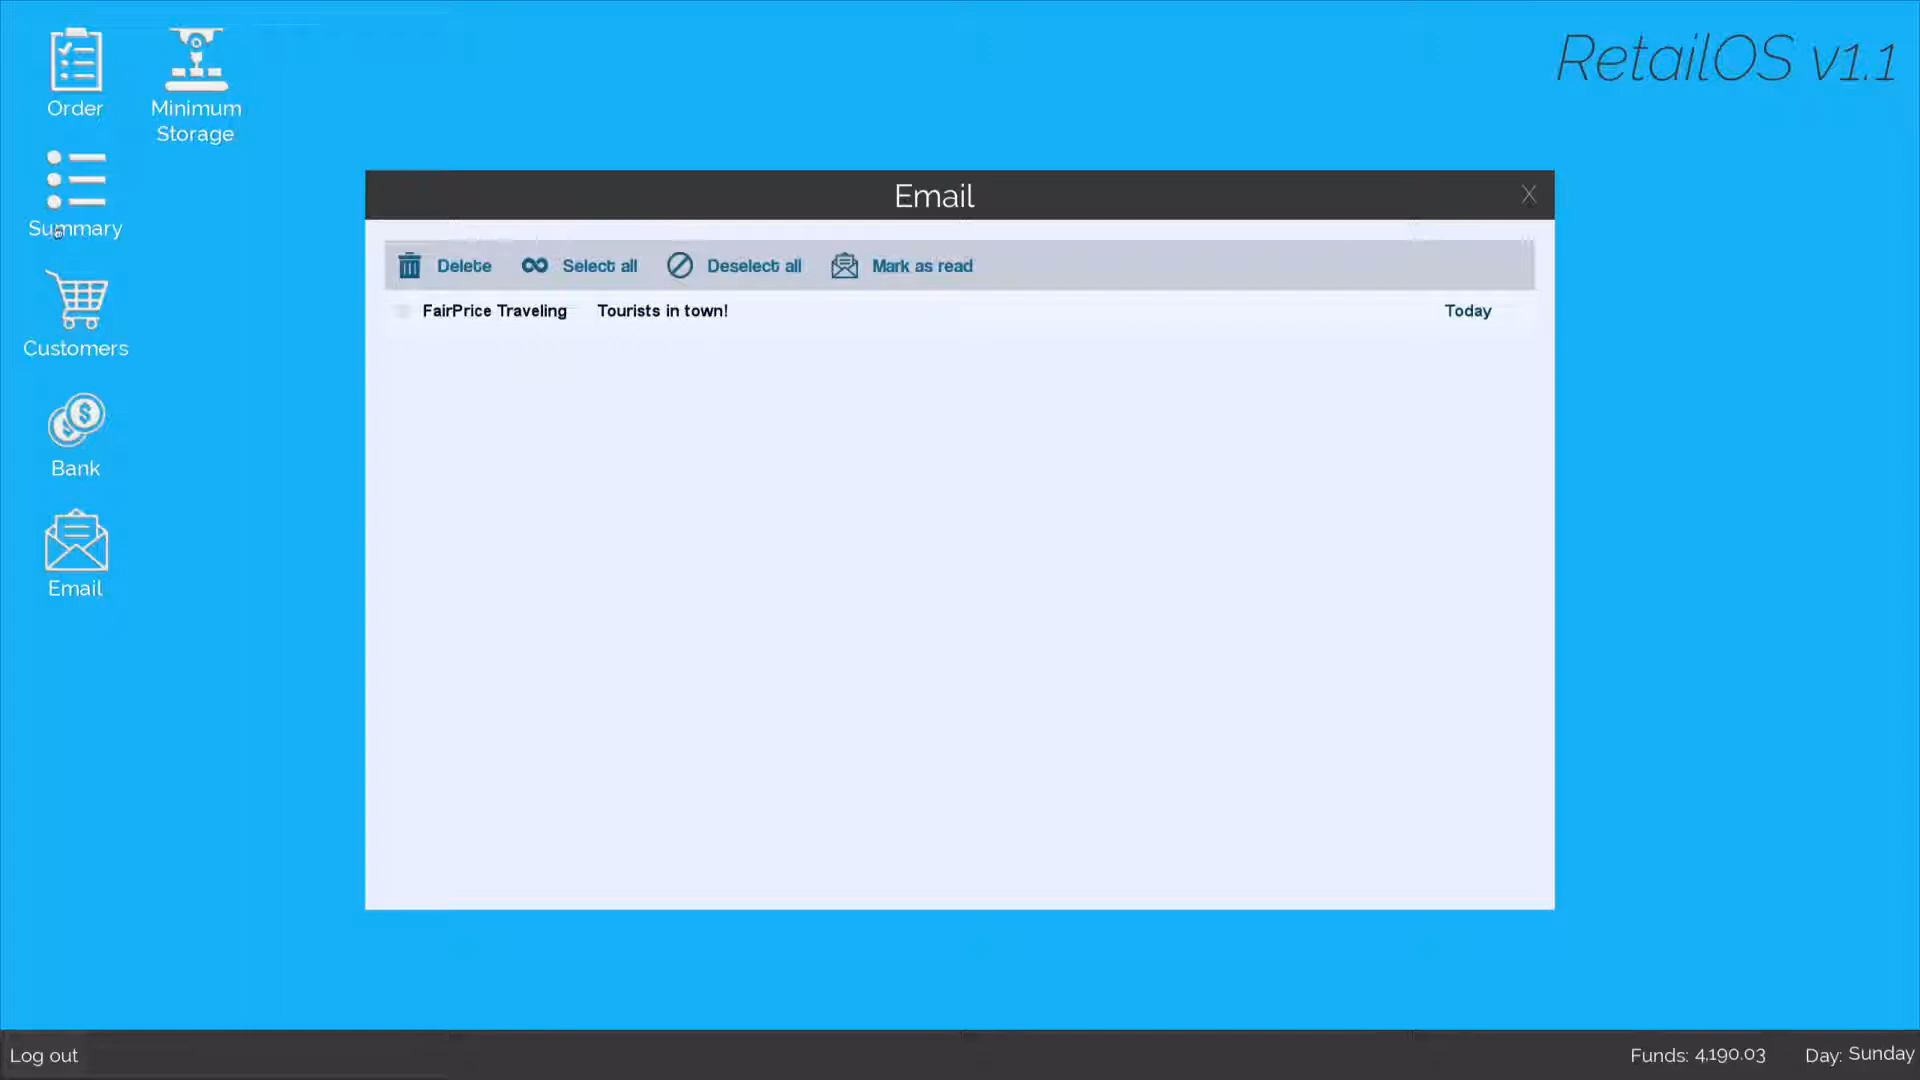 RetailOS v1.1
Order
Minimum
Storage
Summary
Customers
Bank
Email
Email
X
Delete
Select all
Deselect all
Mark as read
FairPrice Traveling
Tourists in town!
Today
Log out
Funds: 4,190.03
Day: Sunday